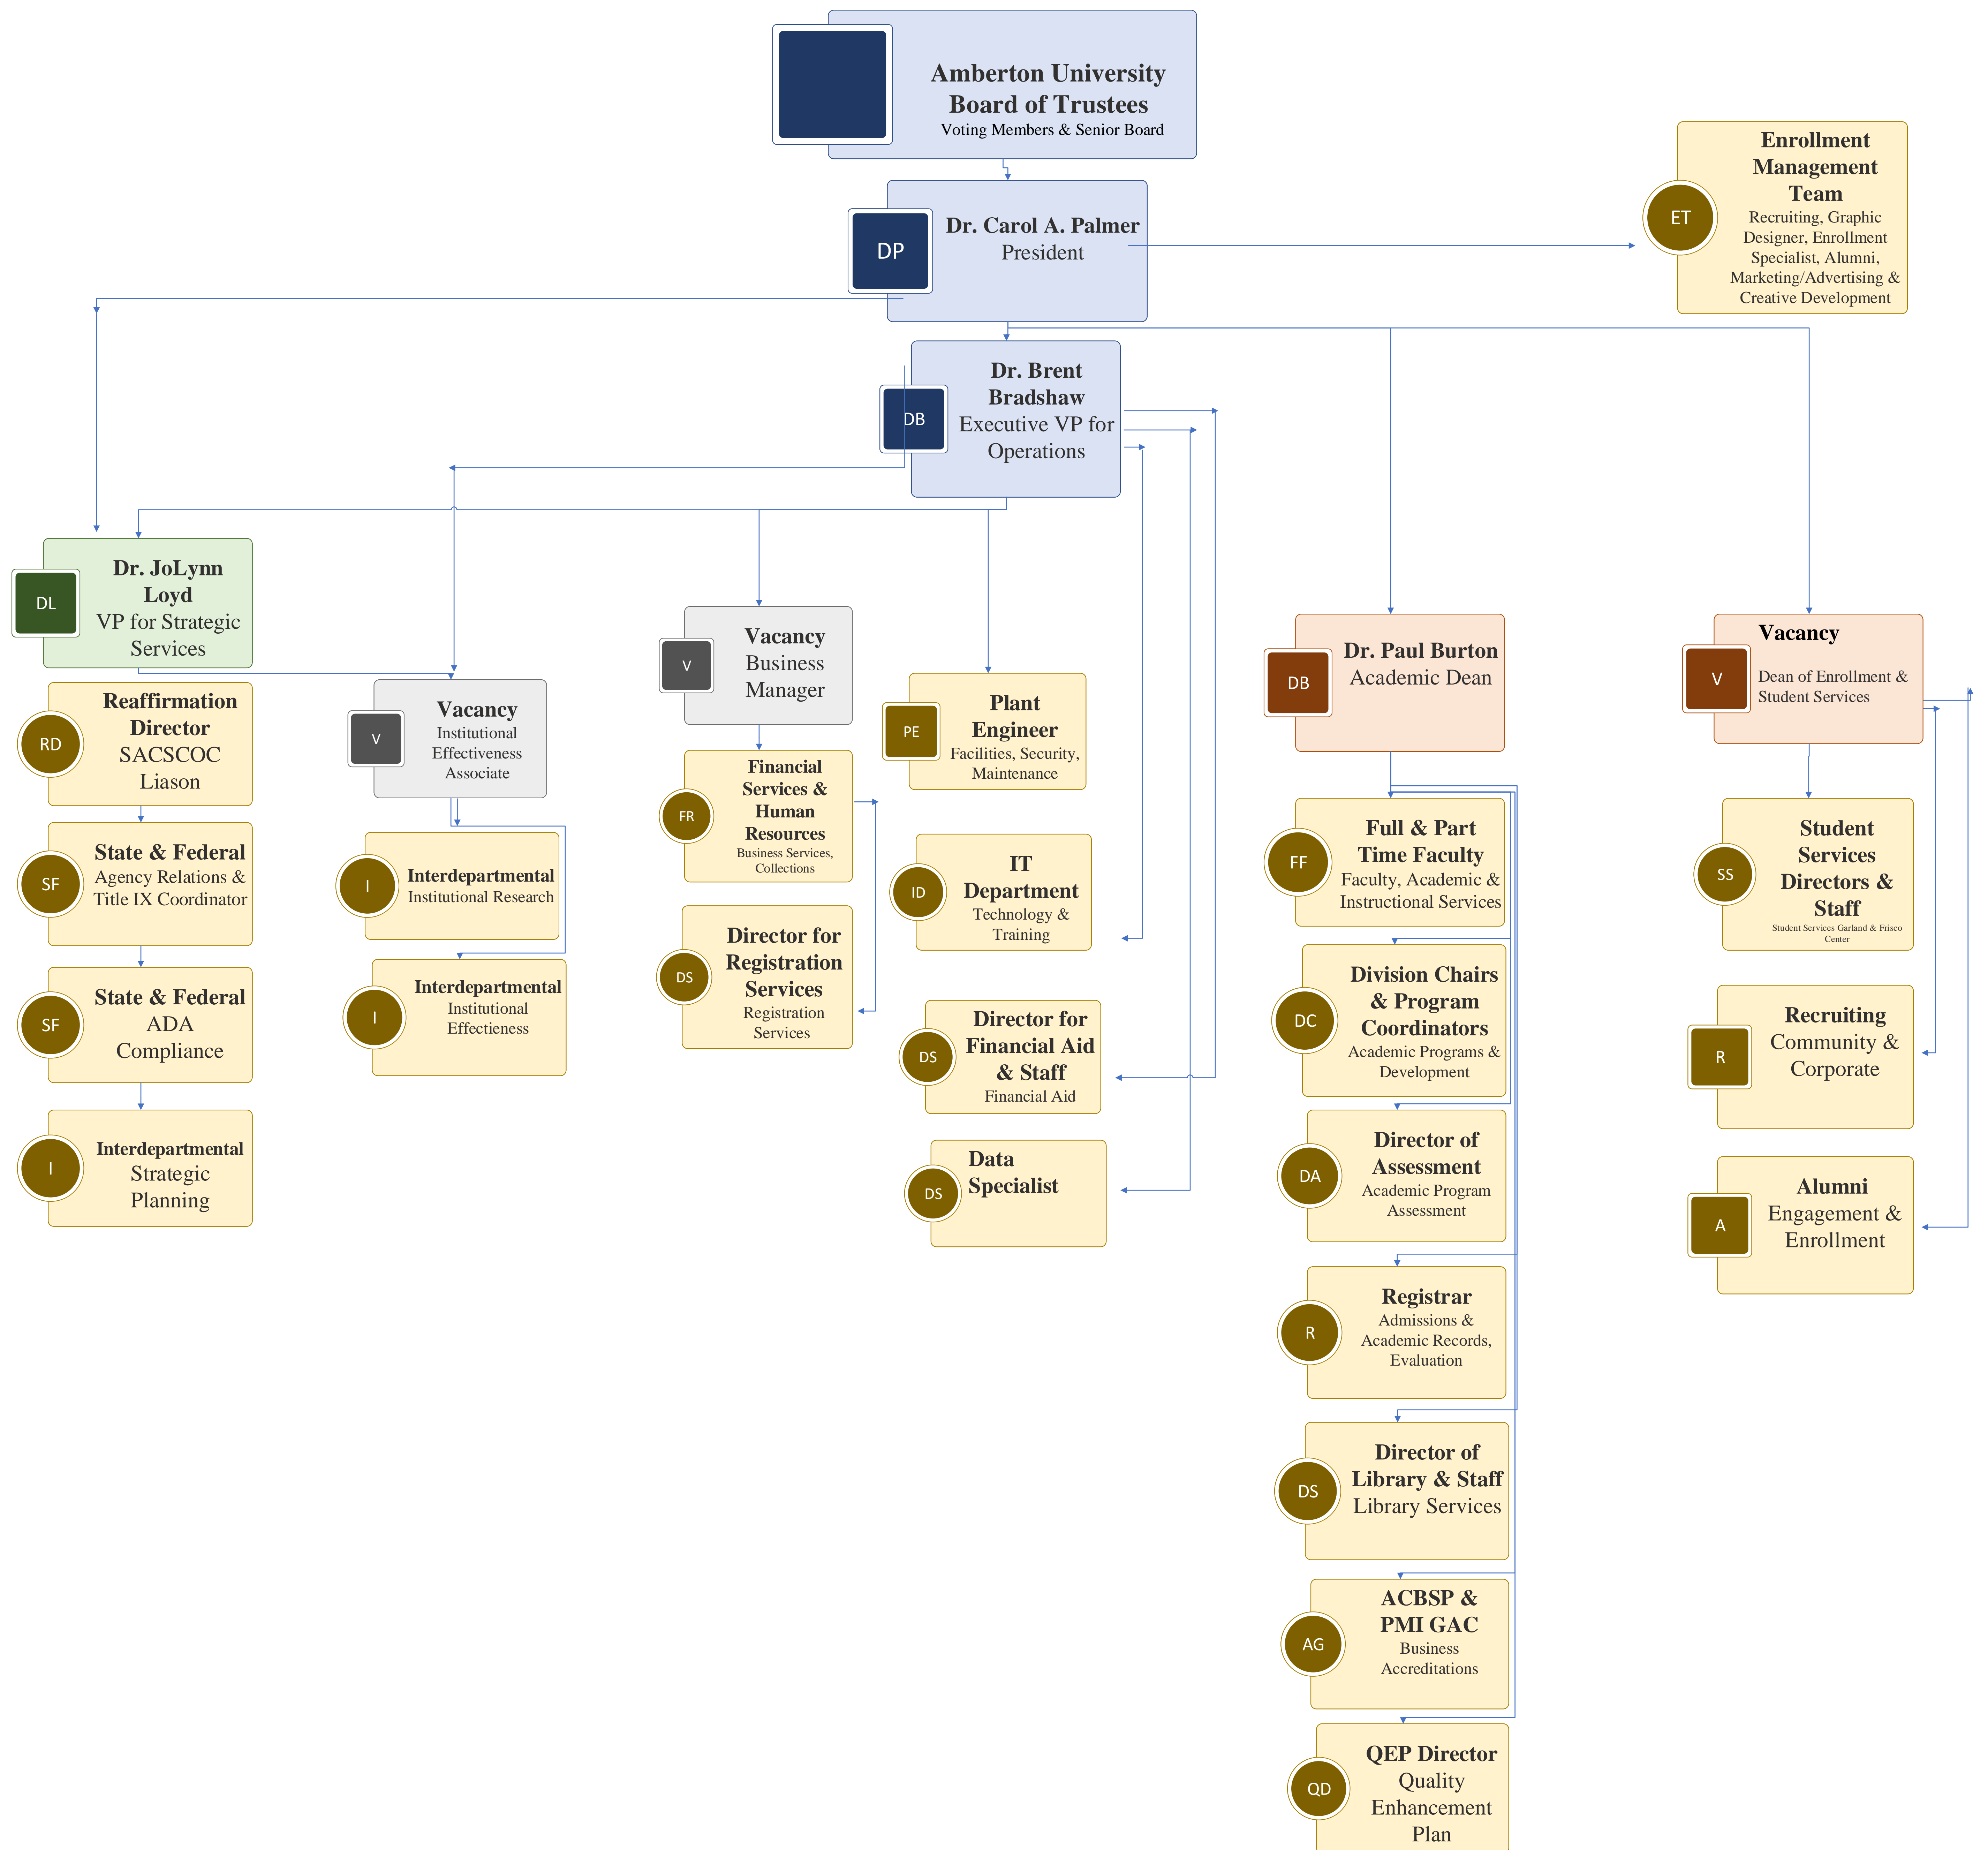 Amberton University
Board of Trustees
Voting Members & Senior Board
DP
Dr. Carol A. Palmer
President
ET
Enrollment
Management
Team
Recruiting, Graphic
Designer, Enrollment
Specialist, Alumni,
Marketing/Advertising &
Creative Development
DB
Dr. Brent
Bradshaw
Executive VP for
Operations
DL
Dr. JoLynn
Loyd
VP for Strategic
Services
RD
Reaffirmation
Director
SACSCOC
Liason
SF
State & Federal
Agency Relations &
Title IX Coordinator
SF
State & Federal
ADA
Compliance
I
Interdepartmental
Strategic
Planning
V
Vacancy
Institutional
Effectiveness
Associate
I
Interdepartmental
Institutional Research
I
Interdepartmental
Institutional
Effectieness
V
Vacancy
Business
Manager
FR
Financial
Services &
Human
Resources
Business Services,
Collections
DS
Director for
Registration
Services
Registration
Services
PE
Plant
Engineer
Facilities, Security,
Maintenance
ID
IT
Department
Technology &
Training
DS
Director for
Financial Aid
& Staff
Financial Aid
DS
Data
Specialist
DB
Dr. Paul Burton
Academic Dean
FF
Full & Part
Time Faculty
Faculty, Academic &
Instructional Services
DC
Division Chairs
& Program
Coordinators
Academic Programs &
Development
DA
Director of
Assessment
Academic Program
Assessment
R
Registrar
Admissions &
Academic Records,
Evaluation
DS
Director of
Library & Staff
Library Services
AG
ACBSP &
PMI GAC
Business
Accreditations
QD
QEP Director
Quality
Enhancement
Plan
V
Vacancy
Dean of Enrollment &
Student Services
SS
Student
Services
Directors &
Staff
Student Services Garland & Frisco
Center
R
Recruiting
Community &
Corporate
A
Alumni
Engagement &
Enrollment